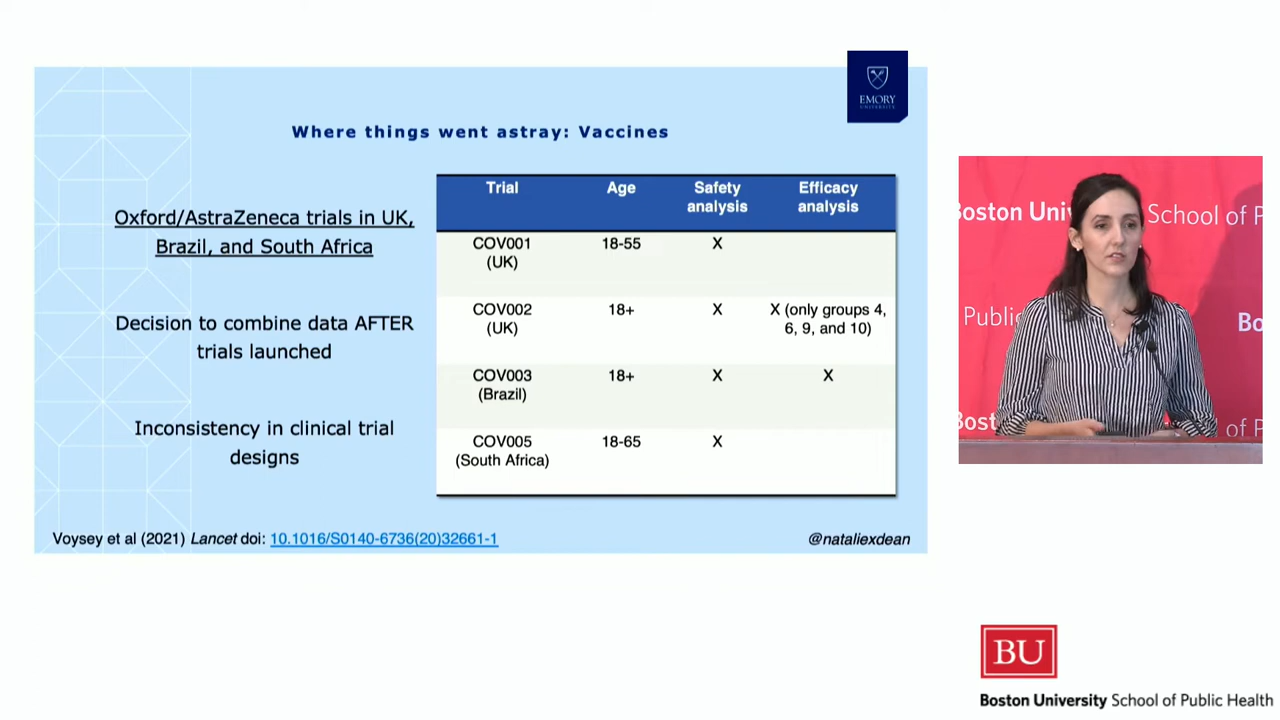 EMORY
UNIVERSITY
Where things went astray: Vaccines
Oxford/AstraZeneca trials in UK,
Brazil, and South Africa
Decision to combine data AFTER
trials launched
Inconsistency in clinical trial
designs
Trial Age Safety analysis Efficacy analysis
COV001 (UK) 18-55 X
COV002 (UK) 18+ X X (only groups 4, 6, 9, and 10)
COV003 (Brazil) 18+ X X
COV005 (South Africa) 18-65 X
Voysey et al (2021) Lancet doi: 10.1016/S0140-6736(20)32661-1
@nataliexdean
Boston Univ School of P
Public
Bo
Bost of P
BU
Boston University School of Public Health